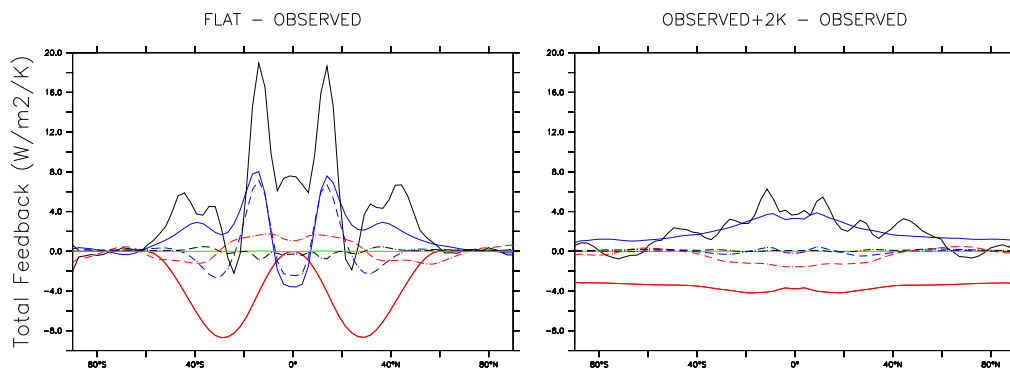 FLAT – OBSERVED
OBSERVED+2K – OBSERVED
Total Feedback (W/m2/K)
20.0
16.0
12.0
8.0
4.0
0.0
-4.0
-8.0
80°S
40°S
0°
40°N
80°N
20.0
16.0
12.0
8.0
4.0
0.0
-4.0
-8.0
80°S
40°S
0°
40°N
80°N